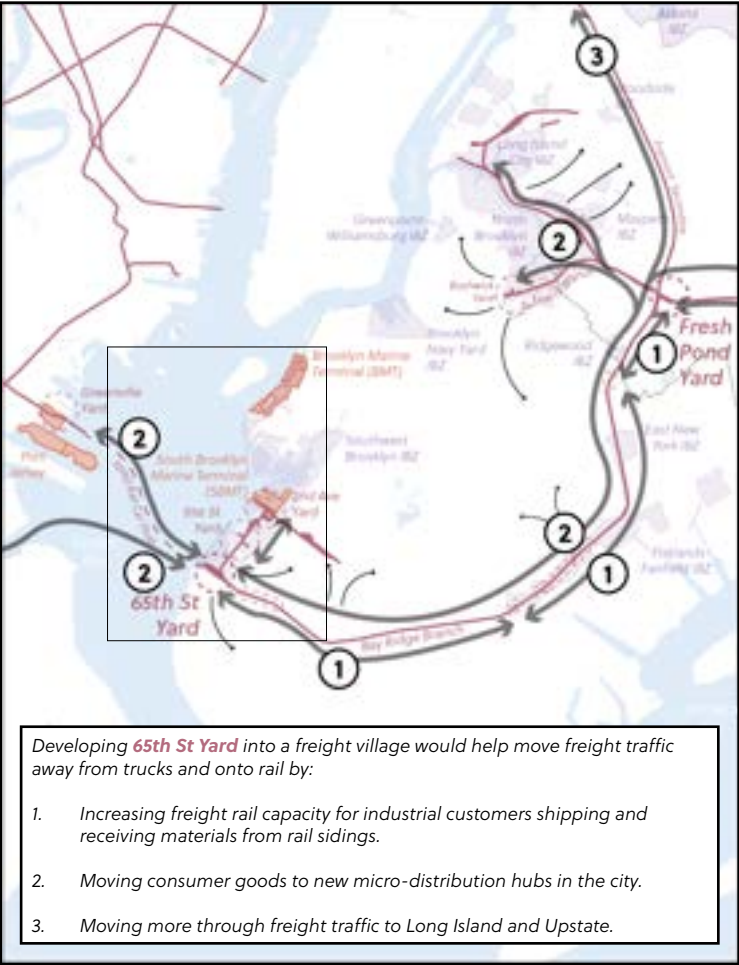 3
Long Island
City IBZ
Greenpoint-
Williamsburg IBZ
North
Brooklyn
IBZ
Maspeth
IBZ
2
Bushwick
Yard
Brooklyn
Navy Yard
IBZ
Ridgewood
IBZ
1
Fresh
Pond
Yard
Brooklyn Marine
Terminal (BMT)
Greenville
Yard
2
Port
Jersey
South Brooklyn
Marine Terminal
(SBMT)
Southwest
Brooklyn IBZ
East New
York IBZ
Yard
Flatlands-
Fairfield IBZ
2
2
1
65th St
Yard
Bay Ridge Branch
1
Developing 65th St Yard into a freight village would help move freight traffic
away from trucks and onto rail by:
1. Increasing freight rail capacity for industrial customers shipping and
receiving materials from rail sidings.
2. Moving consumer goods to new micro-distribution hubs in the city.
3. Moving more through freight traffic to Long Island and Upstate.